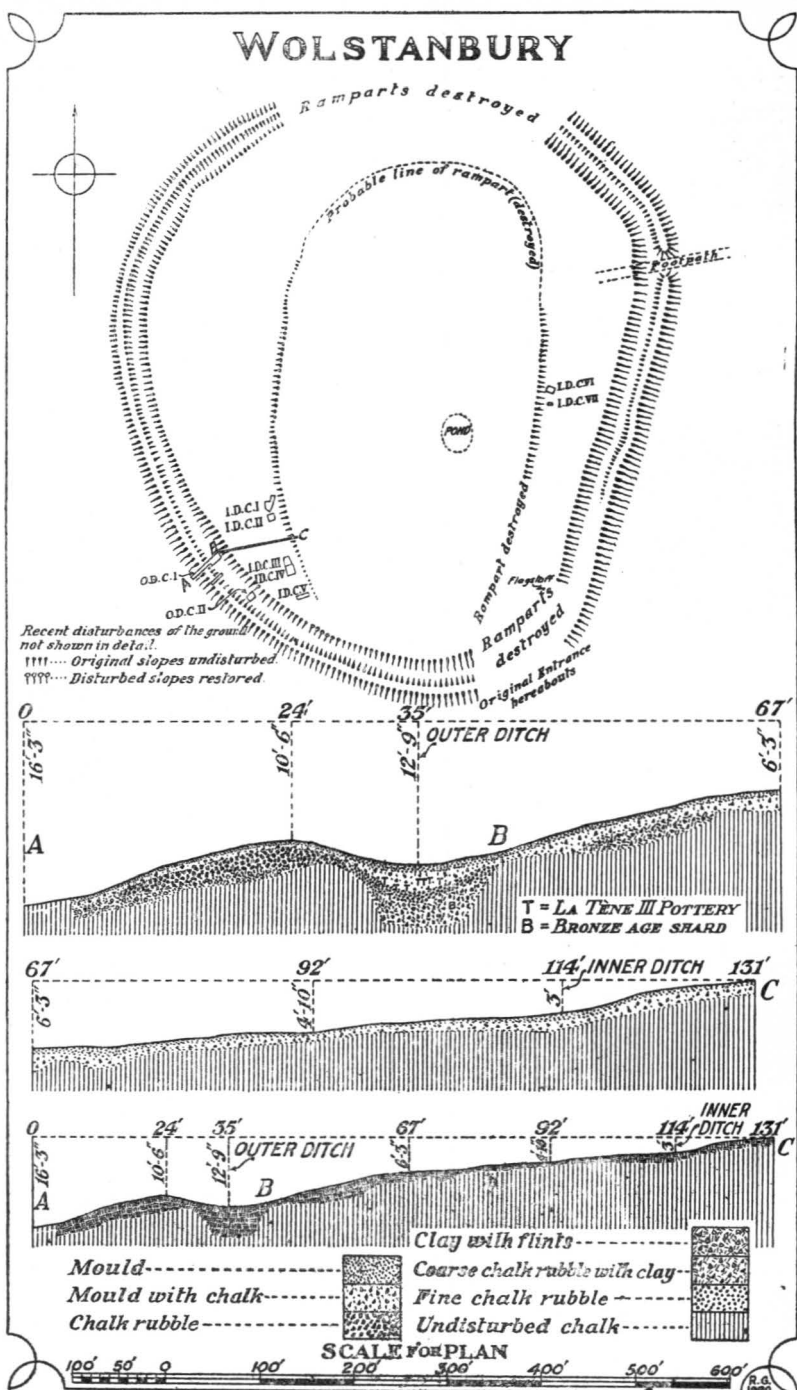 WOLSTANBURY
Ramparts destroyed
Probable line of rampart (destroyed)
Footpath
I.D.C.VI
I.D.C.VII
POND
I.D.C.I
I.D.C.II
B
C
O.D.C.I
A
I.D.C.III
I.D.C.IV
I.D.C.V
O.D.C.II
Rampart destroyed
Flagstaff
Ramparts destroyed
Original Entrance
hereabouts
Recent disturbances of the ground
not shown in detail.
Original slopes undisturbed.
Disturbed slopes restored.
0 24' 35' 67'
16'-3" 10'-6" 12'-9" 6'-3"
OUTER DITCH
A B
T
B
T = LA TÈNE III POTTERY
B = BRONZE AGE SHARD
67' 92' 114' INNER DITCH 131'
6'-3" 4'-10" 3' C
0 24' 35' 67' 92' 114' INNER DITCH 131'
16'-3" 10'-6" 12'-9" OUTER DITCH 6'-3" 4'-10" 3' C
A B
Clay with flints
Mould Coarse chalk rubble with clay
Mould with chalk Fine chalk rubble
Chalk rubble Undisturbed chalk
SCALE FOR PLAN
100' 50' 0 100' 200' 300' 400' 500' 600'
R.G.